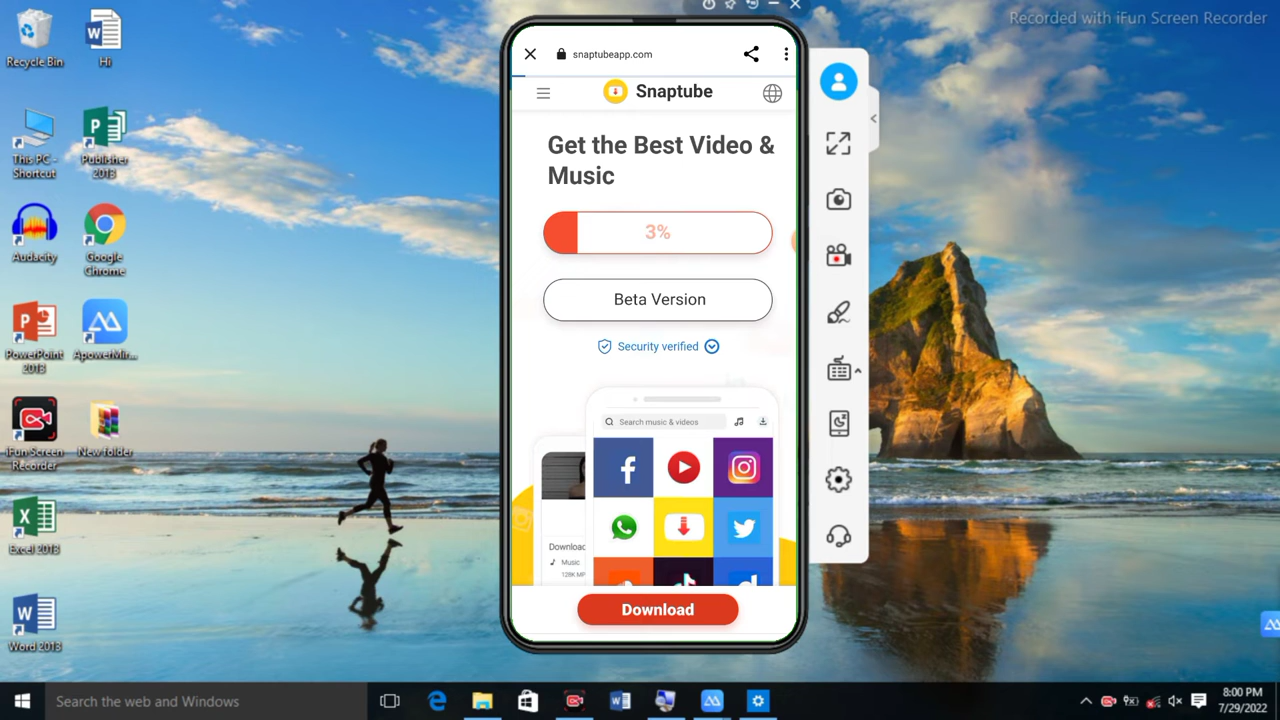 Recorded with iFun Screen Recorder
Recycle Bin
Hi
This PC - Shortcut
Publisher 2013
Audacity
Google Chrome
PowerPoint 2013
ApowerMir...
iFun Screen Recorder
New folder
Excel 2013
Word 2013
snaptubeapp.com
Snaptube
Get the Best Video &
Music
3%
Beta Version
Security verified
Search music & videos
Download
Music
128K MP
Download
Search the web and Windows
8:00 PM
7/29/2022